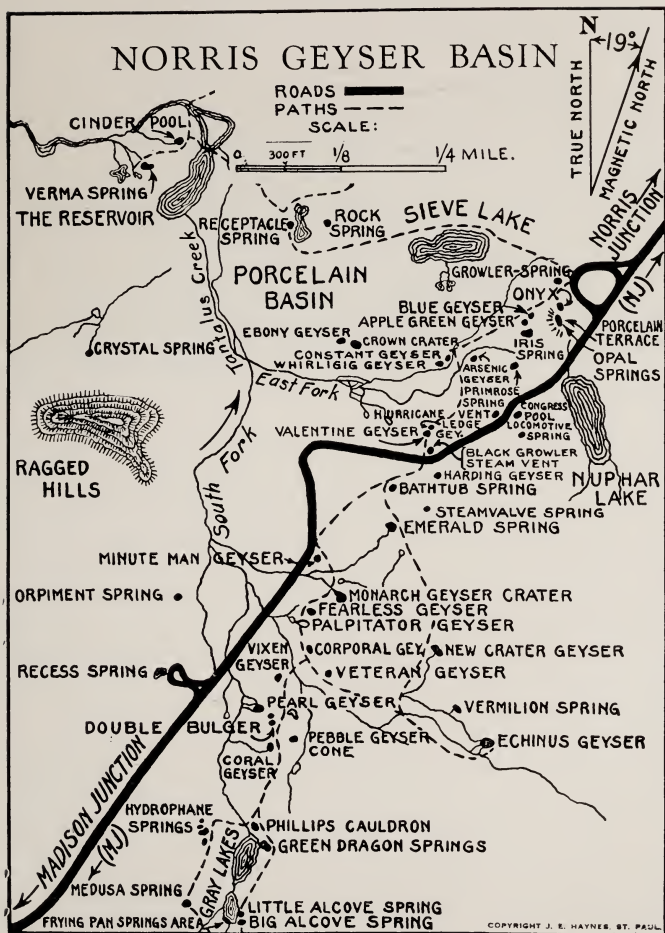 NORRIS GEYSER BASIN
N
19°
TRUE NORTH
MAGNETIC NORTH
ROADS
PATHS
SCALE:
0 300 FT 1/8 1/4 MILE.
CINDER POOL
VERMA SPRING
THE RESERVOIR
RECEPTACLE SPRING
ROCK SPRING
SIEVE LAKE
NORRIS JUNCTION
(NJ)
Tantalus Creek
PORCELAIN BASIN
GROWLER-SPRING
ONYX
BLUE GEYSER
APPLE GREEN GEYSER
PORCELAIN TERRACE
EBONY GEYSER
CROWN CRATER
IRIS SPRING
OPAL SPRINGS
CONSTANT GEYSER
WHIRLIGIG GEYSER
CRYSTAL SPRING
ARSENIC GEYSER
PRIMROSE SPRING
East Fork
HURRICANE VENT
CONGRESS POOL
LEDGE GEY.
LOCOMOTIVE SPRING
VALENTINE GEYSER
BLACK GROWLER STEAM VENT
RAGGED HILLS
South Fork
HARDING GEYSER
NUPHAR LAKE
BATHTUB SPRING
STEAMVALVE SPRING
EMERALD SPRING
MINUTE MAN GEYSER
ORPIMENT SPRING
MONARCH GEYSER CRATER
FEARLESS GEYSER
PALPITATOR GEYSER
VIXEN GEYSER
CORPORAL GEY.
NEW CRATER GEYSER
RECESS SPRING
VETERAN GEYSER
PEARL GEYSER
VERMILION SPRING
DOUBLE BULGER
PEBBLE GEYSER CONE
ECHINUS GEYSER
CORAL GEYSER
MADISON JUNCTION
(MJ)
HYDROPHANE SPRINGS
PHILLIPS CAULDRON
GREEN DRAGON SPRINGS
GRAY LAKES
MEDUSA SPRING
LITTLE ALCOVE SPRING
FRYING PAN SPRINGS AREA
BIG ALCOVE SPRING
COPYRIGHT J. E. HAYNES, ST. PAUL